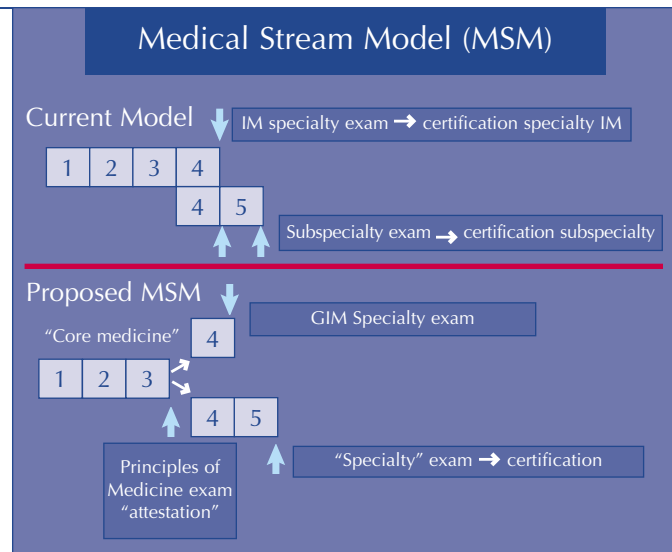 Medical Stream Model (MSM)
Current Model
IM specialty exam → certification specialty IM
1 2 3 4
4 5
Subspecialty exam → certification subspecialty
Proposed MSM
GIM Specialty exam
“Core medicine”
4
1 2 3
4 5
Principles of
Medicine exam
“attestation”
“Specialty” exam → certification